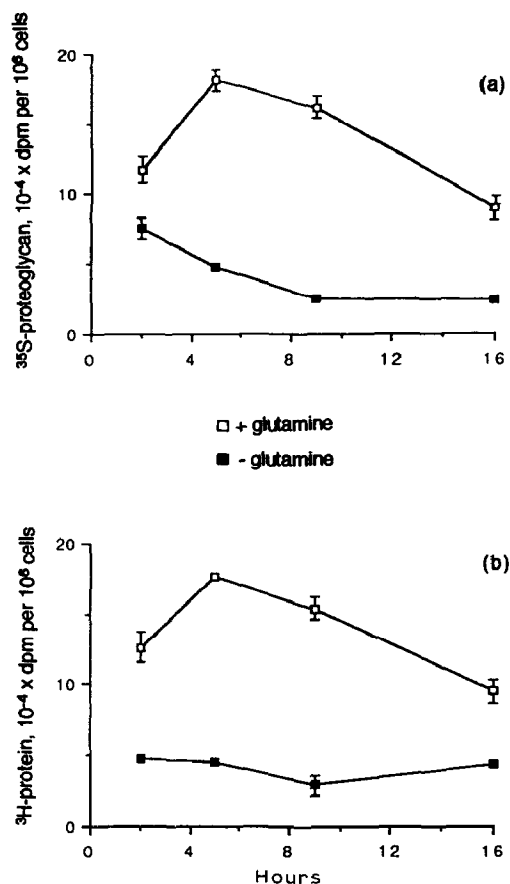 (a)
³⁵S-proteoglycan, 10⁻⁴ x dpm per 10⁶ cells
20
10
0
0 4 8 12 16
+ glutamine
- glutamine
(b)
³H-protein, 10⁻⁴ x dpm per 10⁶ cells
20
10
0
0 4 8 12 16
Hours